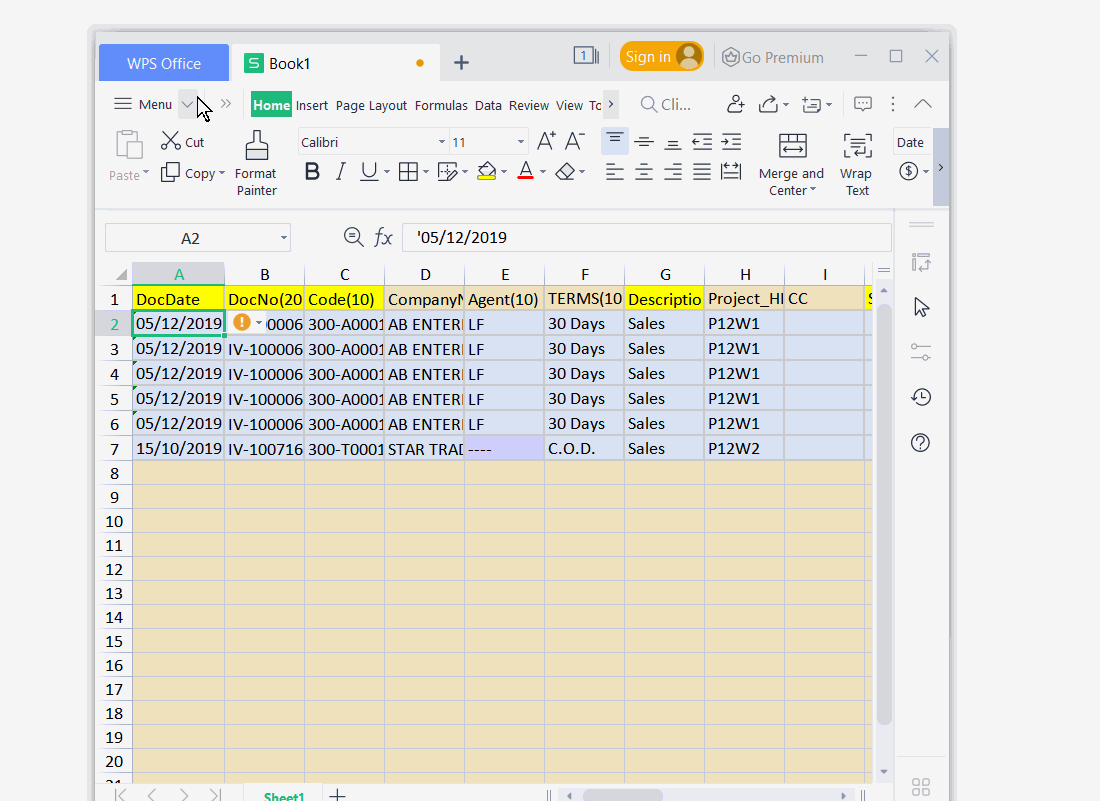 WPS Office S Book1 1 Sign in Go Premium
Menu Home Insert Page Layout Formulas Data Review View To Cli...
Cut Calibri 11 A+ A- Date
Paste Copy Format Painter B I U A Merge and Center Wrap Text $
A2 fx '05/12/2019
A B C D E F G H I
1 DocDate DocNo(20 Code(10) CompanyN Agent(10) TERMS(10 Descriptio Project_HI CC S
2 05/12/2019 ! 0006 300-A0001 AB ENTERI LF 30 Days Sales P12W1
3 05/12/2019 IV-100006 300-A0001 AB ENTERI LF 30 Days Sales P12W1
4 05/12/2019 IV-100006 300-A0001 AB ENTERI LF 30 Days Sales P12W1
5 05/12/2019 IV-100006 300-A0001 AB ENTERI LF 30 Days Sales P12W1
6 05/12/2019 IV-100006 300-A0001 AB ENTERI LF 30 Days Sales P12W1
7 15/10/2019 IV-100716 300-T0001 STAR TRAD ---- C.O.D. Sales P12W2
8
9
10
11
12
13
14
15
16
17
18
19
20
21
Sheet1